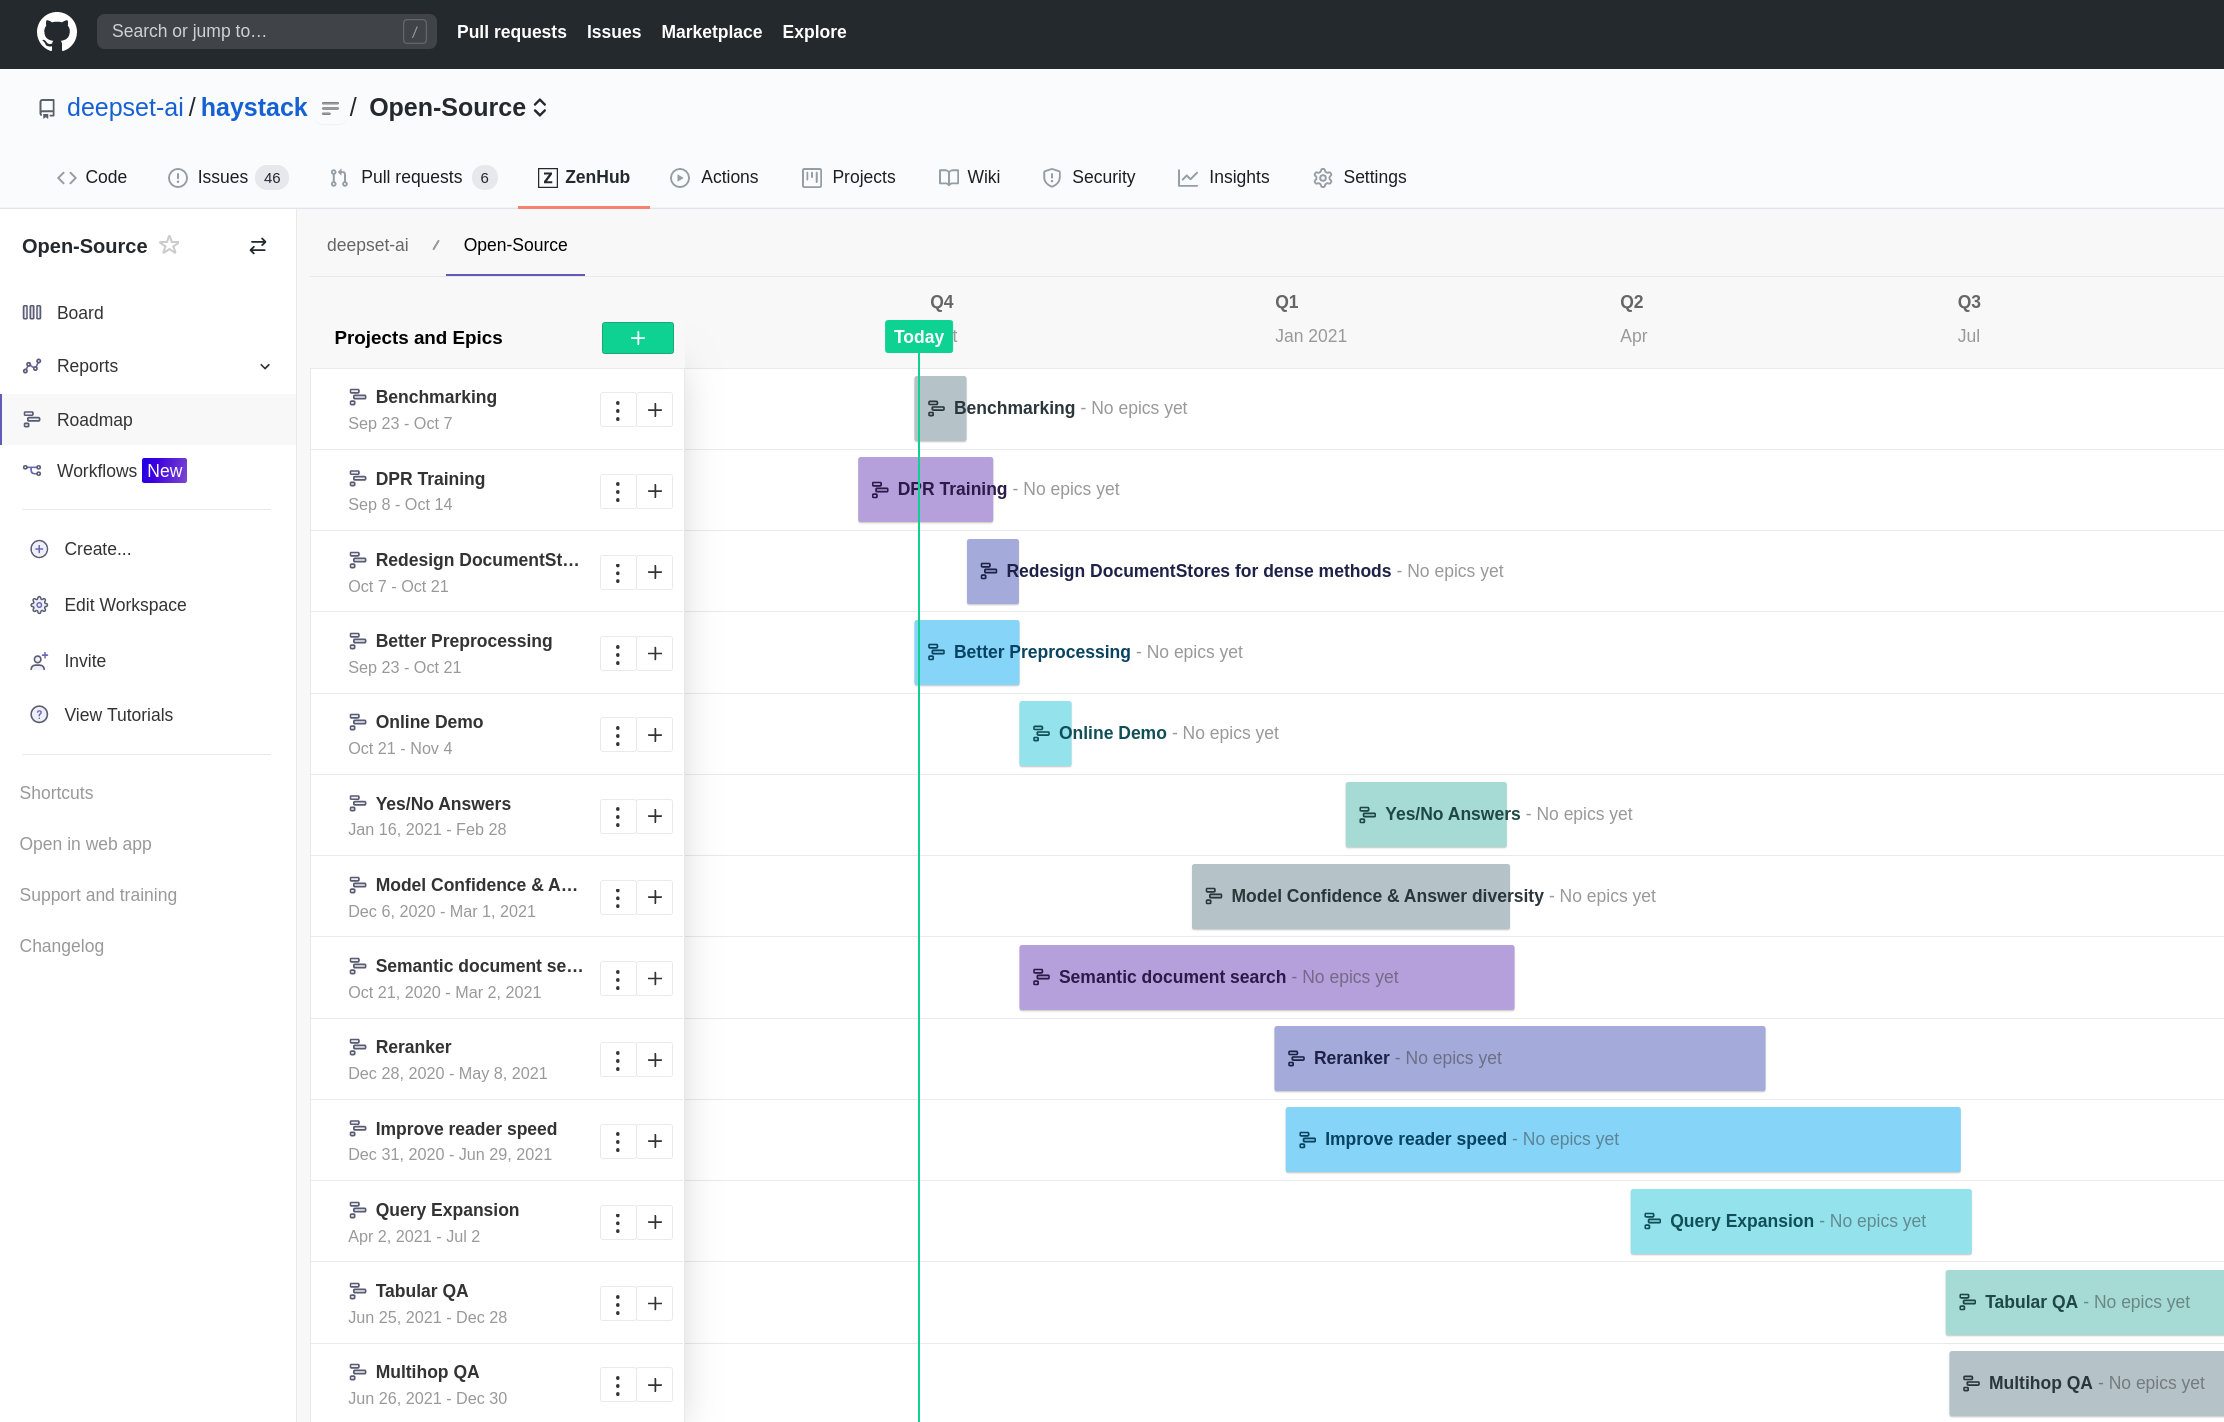 Search or jump to… /
Pull requests Issues Marketplace Explore
deepset-ai / haystack / Open-Source
Code Issues 46 Pull requests 6 ZenHub Actions Projects Wiki Security Insights Settings
Open-Source
Board
Reports
Roadmap
Workflows New
Create...
Edit Workspace
Invite
View Tutorials
Shortcuts
Open in web app
Support and training
Changelog
deepset-ai / Open-Source
Q4 Q1 Q2 Q3
Projects and Epics +
Today t Jan 2021 Apr Jul
Benchmarking
Sep 23 - Oct 7
Benchmarking - No epics yet
DPR Training
Sep 8 - Oct 14
DPR Training - No epics yet
Redesign DocumentSt…
Oct 7 - Oct 21
Redesign DocumentStores for dense methods - No epics yet
Better Preprocessing
Sep 23 - Oct 21
Better Preprocessing - No epics yet
Online Demo
Oct 21 - Nov 4
Online Demo - No epics yet
Yes/No Answers
Jan 16, 2021 - Feb 28
Yes/No Answers - No epics yet
Model Confidence & A…
Dec 6, 2020 - Mar 1, 2021
Model Confidence & Answer diversity - No epics yet
Semantic document se…
Oct 21, 2020 - Mar 2, 2021
Semantic document search - No epics yet
Reranker
Dec 28, 2020 - May 8, 2021
Reranker - No epics yet
Improve reader speed
Dec 31, 2020 - Jun 29, 2021
Improve reader speed - No epics yet
Query Expansion
Apr 2, 2021 - Jul 2
Query Expansion - No epics yet
Tabular QA
Jun 25, 2021 - Dec 28
Tabular QA - No epics yet
Multihop QA
Jun 26, 2021 - Dec 30
Multihop QA - No epics yet